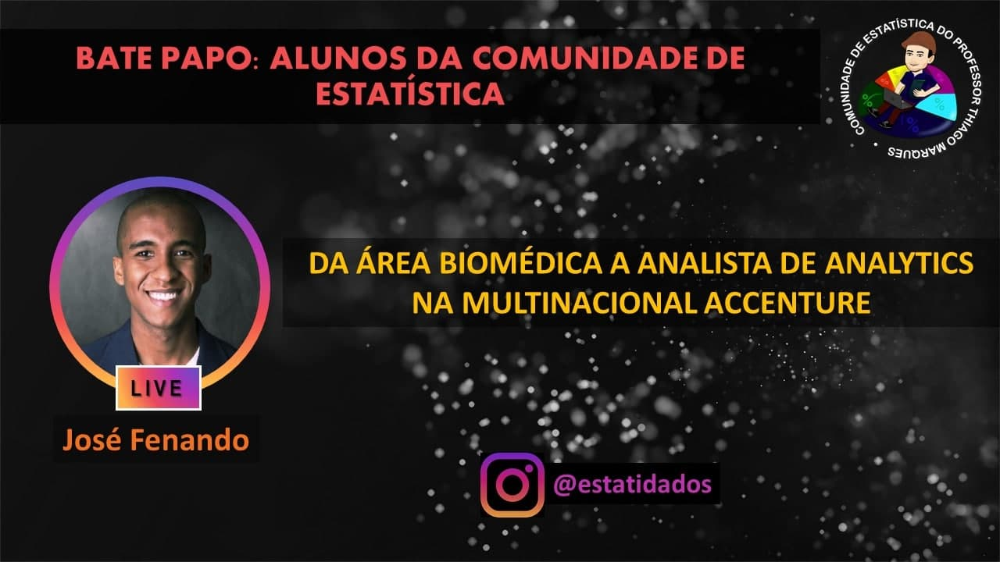 BATE PAPO: ALUNOS DA COMUNIDADE DE
ESTATÍSTICA
COMUNIDADE DE ESTATÍSTICA DO PROFESSOR THIAGO MARQUES •
DA ÁREA BIOMÉDICA A ANALISTA DE ANALYTICS
NA MULTINACIONAL ACCENTURE
LIVE
José Fenando
@estatidados